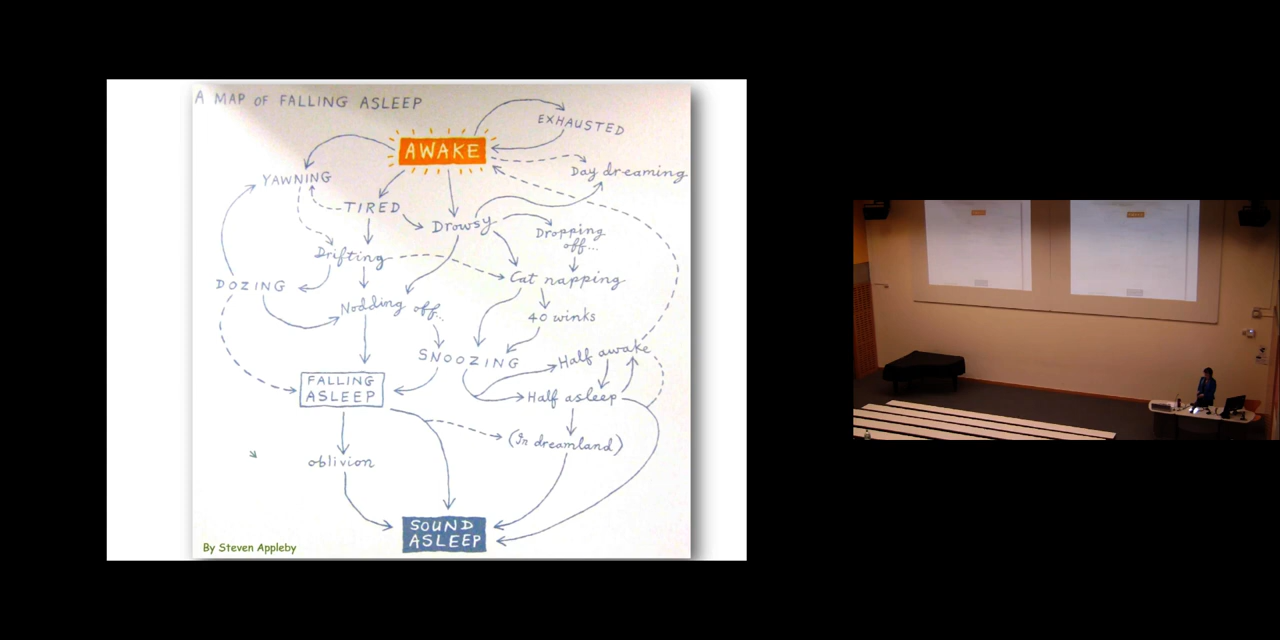 A MAP OF FALLING ASLEEP
EXHAUSTED
AWAKE
Day dreaming
YAWNING
TIRED
Drowsy
Dropping
off...
Drifting
Cat napping
DOZING
Nodding off...
40 winks
SNOOZING
Half awake
FALLING
ASLEEP
Half asleep
(In dreamland)
oblivion
SOUND
ASLEEP
By Steven Appleby